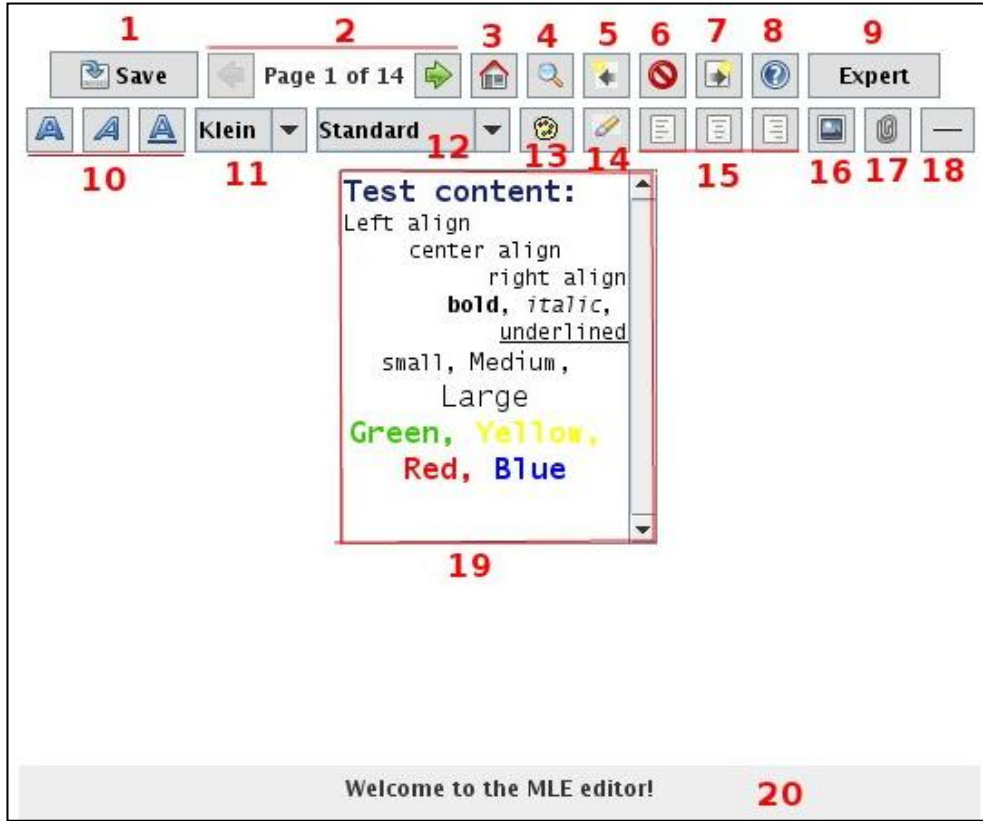 1 2 3 4 5 6 7 8 9
Save Page 1 of 14 Expert
A A A Klein Standard
10 11 12 13 14 15 16 17 18
Test content:
Left align
center align
right align
bold, italic,
underlined
small, Medium,
Large
Green, Yellow,
Red, Blue
19
Welcome to the MLE editor! 20